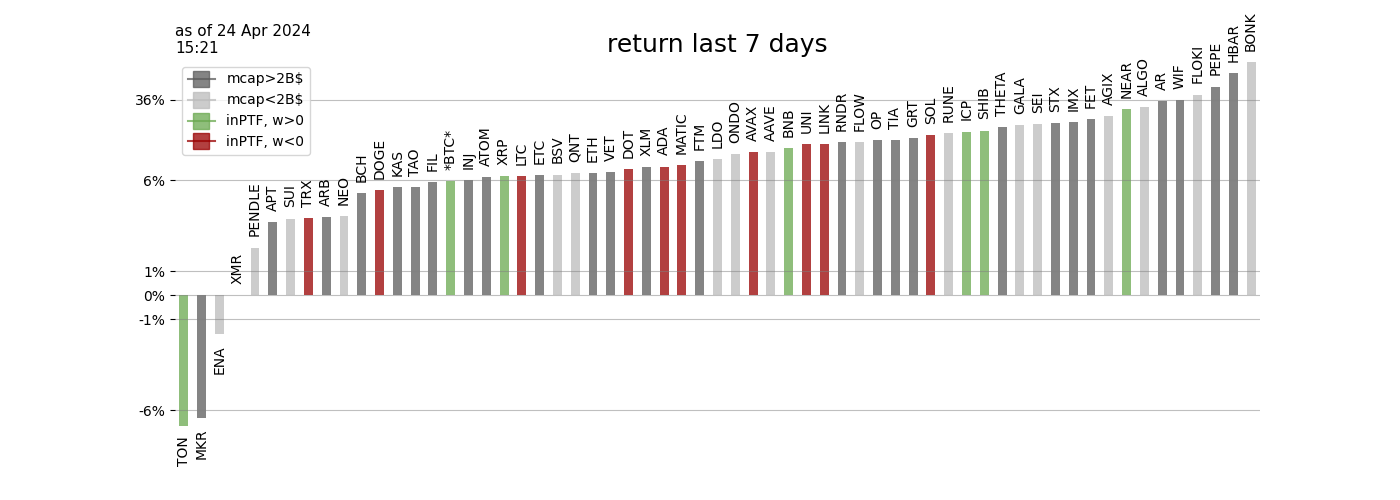 as of 24 Apr 2024
15:21
return last 7 days
mcap>2B$
mcap<2B$
inPTF, w>0
inPTF, w<0
36%
6%
1%
0%
-1%
-6%
TON
MKR
ENA
XMR
PENDLE
APT
SUI
TRX
ARB
NEO
BCH
DOGE
KAS
TAO
FIL
*BTC*
INJ
ATOM
XRP
LTC
ETC
BSV
QNT
ETH
VET
DOT
XLM
ADA
MATIC
FTM
LDO
ONDO
AVAX
AAVE
BNB
UNI
LINK
RNDR
FLOW
OP
TIA
GRT
SOL
RUNE
ICP
SHIB
THETA
GALA
SEI
STX
IMX
FET
AGIX
NEAR
ALGO
AR
WIF
FLOKI
PEPE
HBAR
BONK